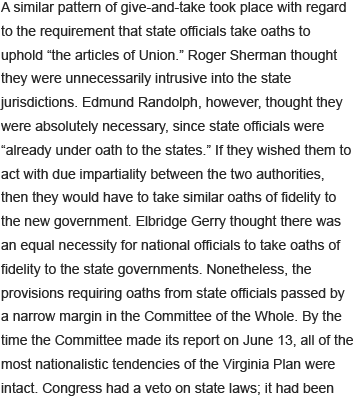 A similar pattern of give-and-take took place with regard
to the requirement that state officials take oaths to
uphold “the articles of Union.” Roger Sherman thought
they were unnecessarily intrusive into the state
jurisdictions. Edmund Randolph, however, thought they
were absolutely necessary, since state officials were
“already under oath to the states.” If they wished them to
act with due impartiality between the two authorities,
then they would have to take similar oaths of fidelity to
the new government. Elbridge Gerry thought there was
an equal necessity for national officials to take oaths of
fidelity to the state governments. Nonetheless, the
provisions requiring oaths from state officials passed by
a narrow margin in the Committee of the Whole. By the
time the Committee made its report on June 13, all of the
most nationalistic tendencies of the Virginia Plan were
intact. Congress had a veto on state laws; it had been